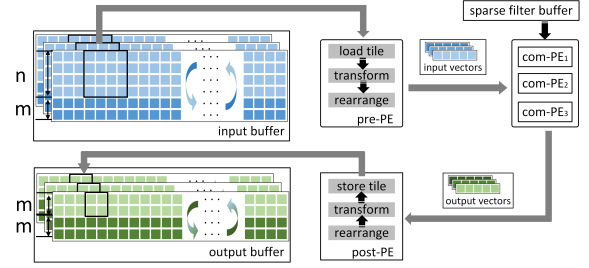 sparse filter buffer
n
m
input buffer
load tile
transform
rearrange
pre-PE
input vectors
com-PE1
com-PE2
com-PE3
m
m
output buffer
store tile
transform
rearrange
post-PE
output vectors